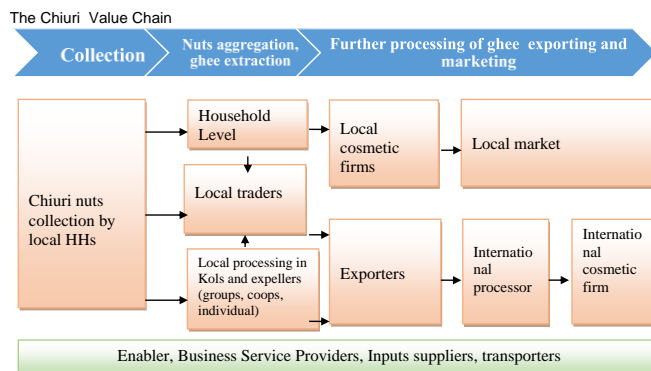 The Chiuri Value Chain
Collection
Nuts aggregation,
ghee extraction
Further processing of ghee exporting and
marketing
Chiuri nuts
collection by
local HHs
Household
Level
Local traders
Local processing in
Kols and expellers
(groups, coops,
individual)
Local
cosmetic
firms
Local market
Exporters
Internatio
nal
processor
Internatio
nal
cosmetic
firm
Enabler, Business Service Providers, Inputs suppliers, transporters